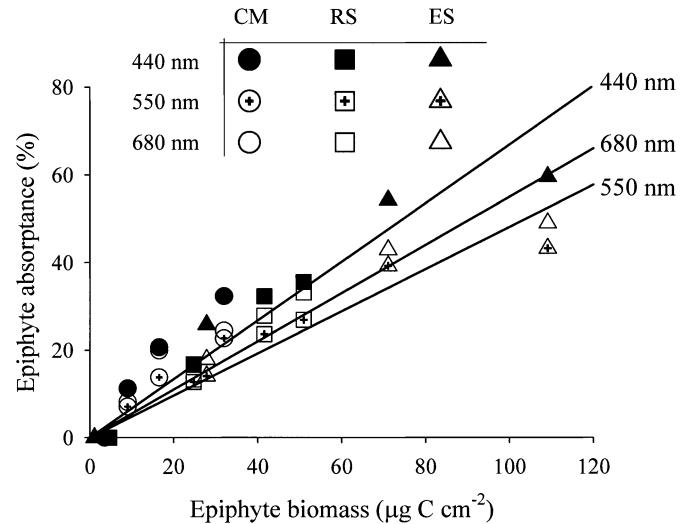 CM RS ES
440 nm
550 nm
680 nm
80
60
40
20
0
0 20 40 60 80 100 120
440 nm
680 nm
550 nm
Epiphyte absorptance (%)
Epiphyte biomass (µg C cm⁻²)